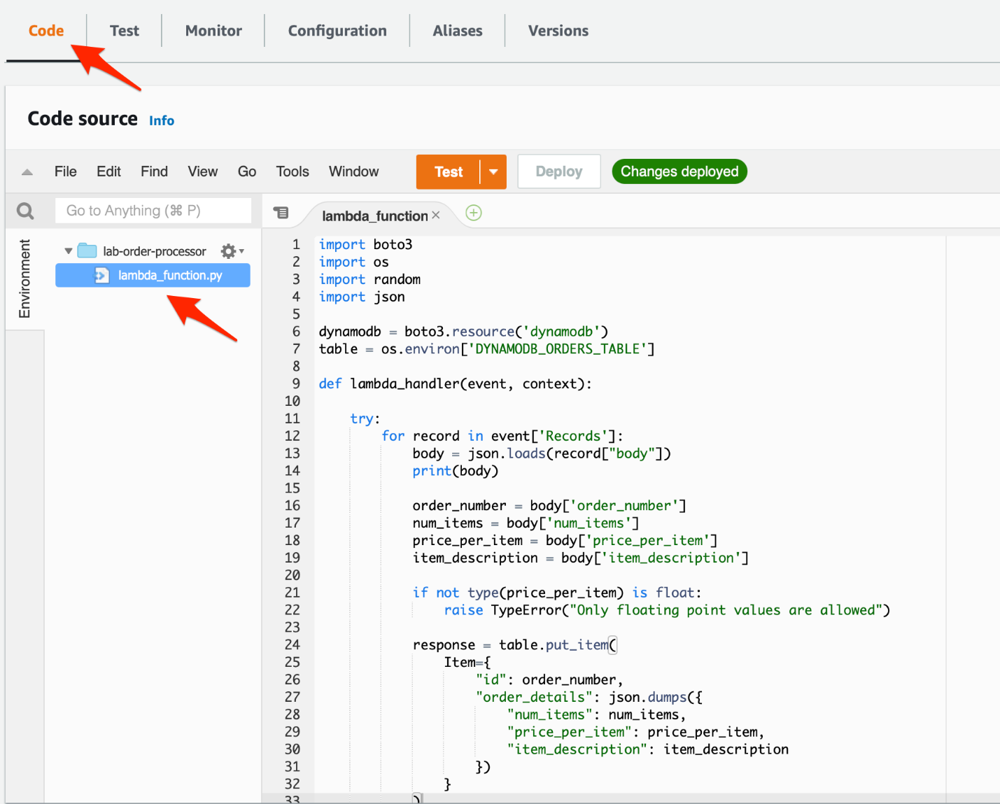 Code Test Monitor Configuration Aliases Versions
Code source Info
File Edit Find View Go Tools Window Test Deploy Changes deployed
Go to Anything (⌘ P)
Environment
lab-order-processor
lambda_function.py
lambda_function ×
1 import boto3
2 import os
3 import random
4 import json
5
6 dynamodb = boto3.resource('dynamodb')
7 table = os.environ['DYNAMODB_ORDERS_TABLE']
8
9 def lambda_handler(event, context):
10
11     try:
12         for record in event['Records']:
13             body = json.loads(record["body"])
14             print(body)
15
16             order_number = body['order_number']
17             num_items = body['num_items']
18             price_per_item = body['price_per_item']
19             item_description = body['item_description']
20
21             if not type(price_per_item) is float:
22                 raise TypeError("Only floating point values are allowed")
23
24             response = table.put_item(
25                 Item={
26                     "id": order_number,
27                     "order_details": json.dumps({
28                         "num_items": num_items,
29                         "price_per_item": price_per_item,
30                         "item_description": item_description
31                     })
32                 }
33             )